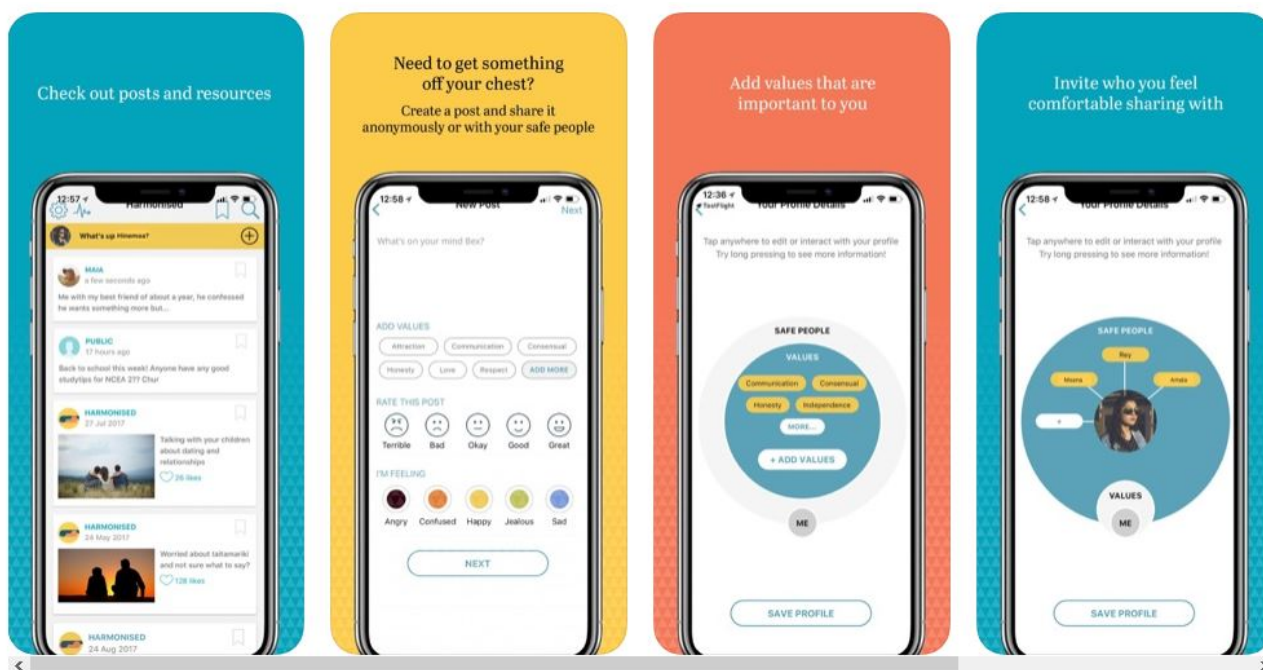 Check out posts and resources
12:57
Harmonised
What's up Hinemoa?
MAIA
a few seconds ago
Me with my best friend of about a year, he confessed
he wants something more but...
PUBLIC
17 hours ago
Back to school this week! Anyone have any good
studytips for NCEA 2?? Chur
HARMONISED
27 Jul 2017
Talking with your children
about dating and
relationships
26 likes
HARMONISED
24 May 2017
Worried about taitamariki
and not sure what to say?
128 likes
HARMONISED
24 Aug 2017
Need to get something
off your chest?
Create a post and share it
anonymously or with your safe people
12:58
New Post
Next
What's on your mind Bex?
ADD VALUES
Attraction Communication Consensual
Honesty Love Respect ADD MORE
RATE THIS POST
Terrible Bad Okay Good Great
I'M FEELING
Angry Confused Happy Jealous Sad
NEXT
Add values that are
important to you
12:36
TestFlight
Your Profile Details
Tap anywhere to edit or interact with your profile
Try long pressing to see more information!
SAFE PEOPLE
VALUES
Communication Consensual
Honesty Independence
MORE...
+ ADD VALUES
ME
SAVE PROFILE
Invite who you feel
comfortable sharing with
12:58
Your Profile Details
Tap anywhere to edit or interact with your profile
Try long pressing to see more information!
SAFE PEOPLE
Rey
VALUES
ME
SAVE PROFILE